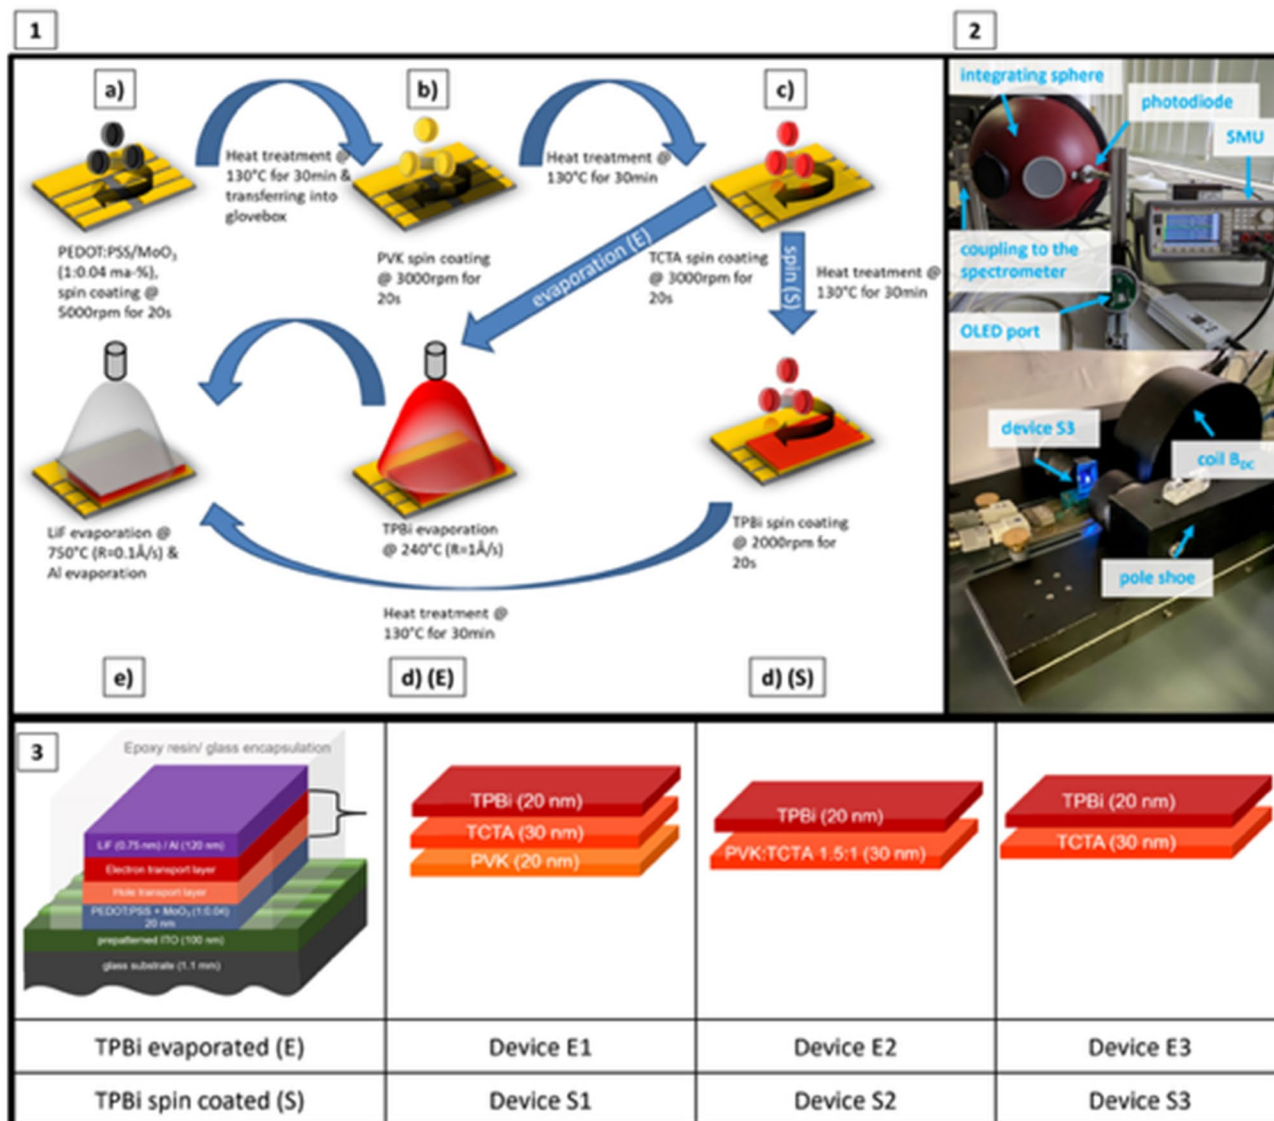 1
2
a)
b)
c)
Heat treatment @
130°C for 30min &
transferring into
glovebox
Heat treatment @
130°C for 30min
PEDOT:PSS/MoO₃
(1:0.04 ma-%),
spin coating @
5000rpm for 20s
PVK spin coating
@ 3000rpm for
20s
evaporation (E)
TCTA spin coating
@ 3000rpm for
20s
spin (S)
Heat treatment @
130°C for 30min
LiF evaporation @
750°C (R=0.1Å/s) &
Al evaporation
TPBi evaporation
@ 240°C (R=1Å/s)
TPBi spin coating
@ 2000rpm for
20s
Heat treatment @
130°C for 30min
e)
d) (E)
d) (S)
integrating sphere
photodiode
SMU
coupling to the
spectrometer
OLED port
device S3
coil B_DC
pole shoe
3
Epoxy resin/ glass encapsulation
LiF (0.75 nm) / Al (120 nm)
Electron transport layer
Hole transport layer
PEDOT:PSS + MoO₃ (1:0.04)
20 nm
prepatterned ITO (100 nm)
glass substrate (1.1 mm)
TPBi (20 nm)
TCTA (30 nm)
PVK (20 nm)
TPBi (20 nm)
PVK:TCTA 1.5:1 (30 nm)
TPBi (20 nm)
TCTA (30 nm)
TPBi evaporated (E)
Device E1
Device E2
Device E3
TPBi spin coated (S)
Device S1
Device S2
Device S3